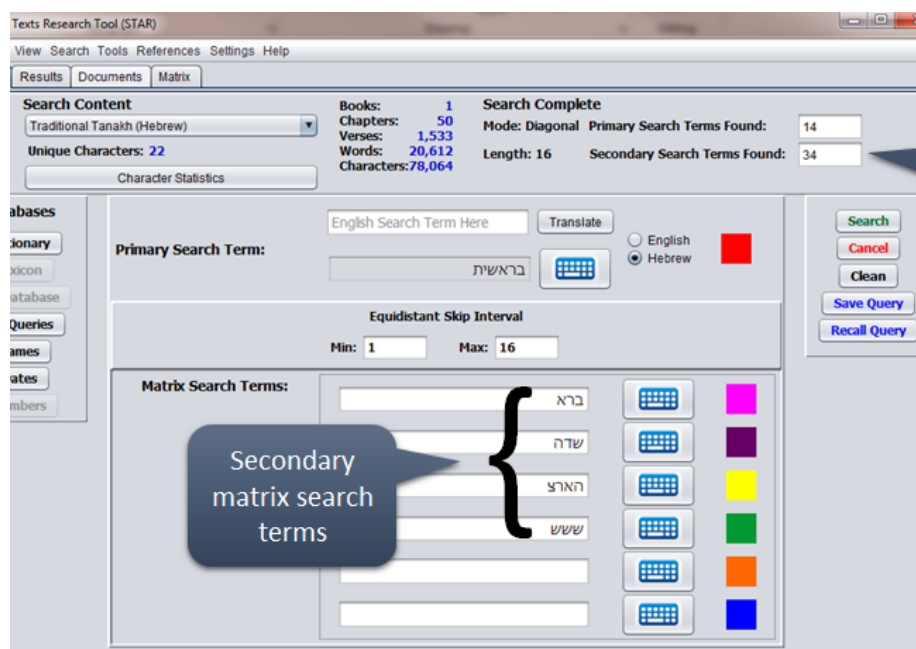 Texts Research Tool (STAR)
View Search Tools References Settings Help
Results Documents Matrix
Search Content
Traditional Tanakh (Hebrew)
Unique Characters: 22
Character Statistics
Books: 1
Chapters: 50
Verses: 1,533
Words: 20,612
Characters:78,064
Search Complete
Mode: Diagonal Primary Search Terms Found: 14
Length: 16 Secondary Search Terms Found: 34
abases
tionary
xicon
atabase
Queries
ames
ates
mbers
Primary Search Term:
English Search Term Here
Translate
בראשית
English
Hebrew
Equidistant Skip Interval
Min: 1 Max: 16
Matrix Search Terms:
ברא
שדה
הארצ
ששש
Secondary
matrix search
terms
Search
Cancel
Clean
Save Query
Recall Query